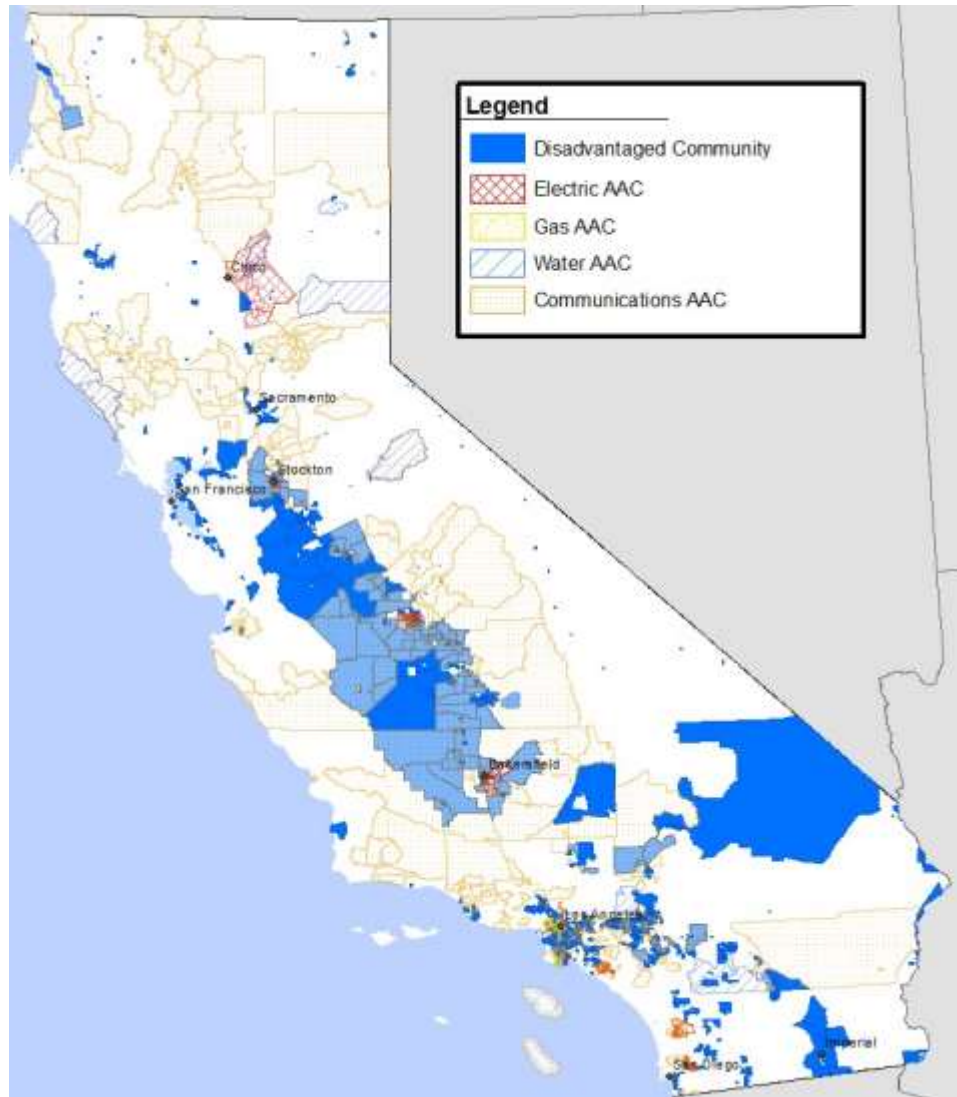 Legend
Disadvantaged Community
Electric AAC
Gas AAC
Water AAC
Communications AAC
Chico
Sacramento
Stockton
San Francisco
Bakersfield
Los Angeles
Imperial
San Diego